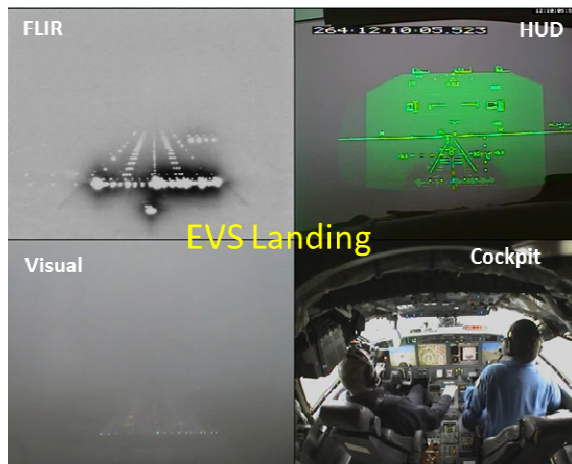 FLIR
264:12:10:05.523
HUD
EVS Landing
Visual
Cockpit